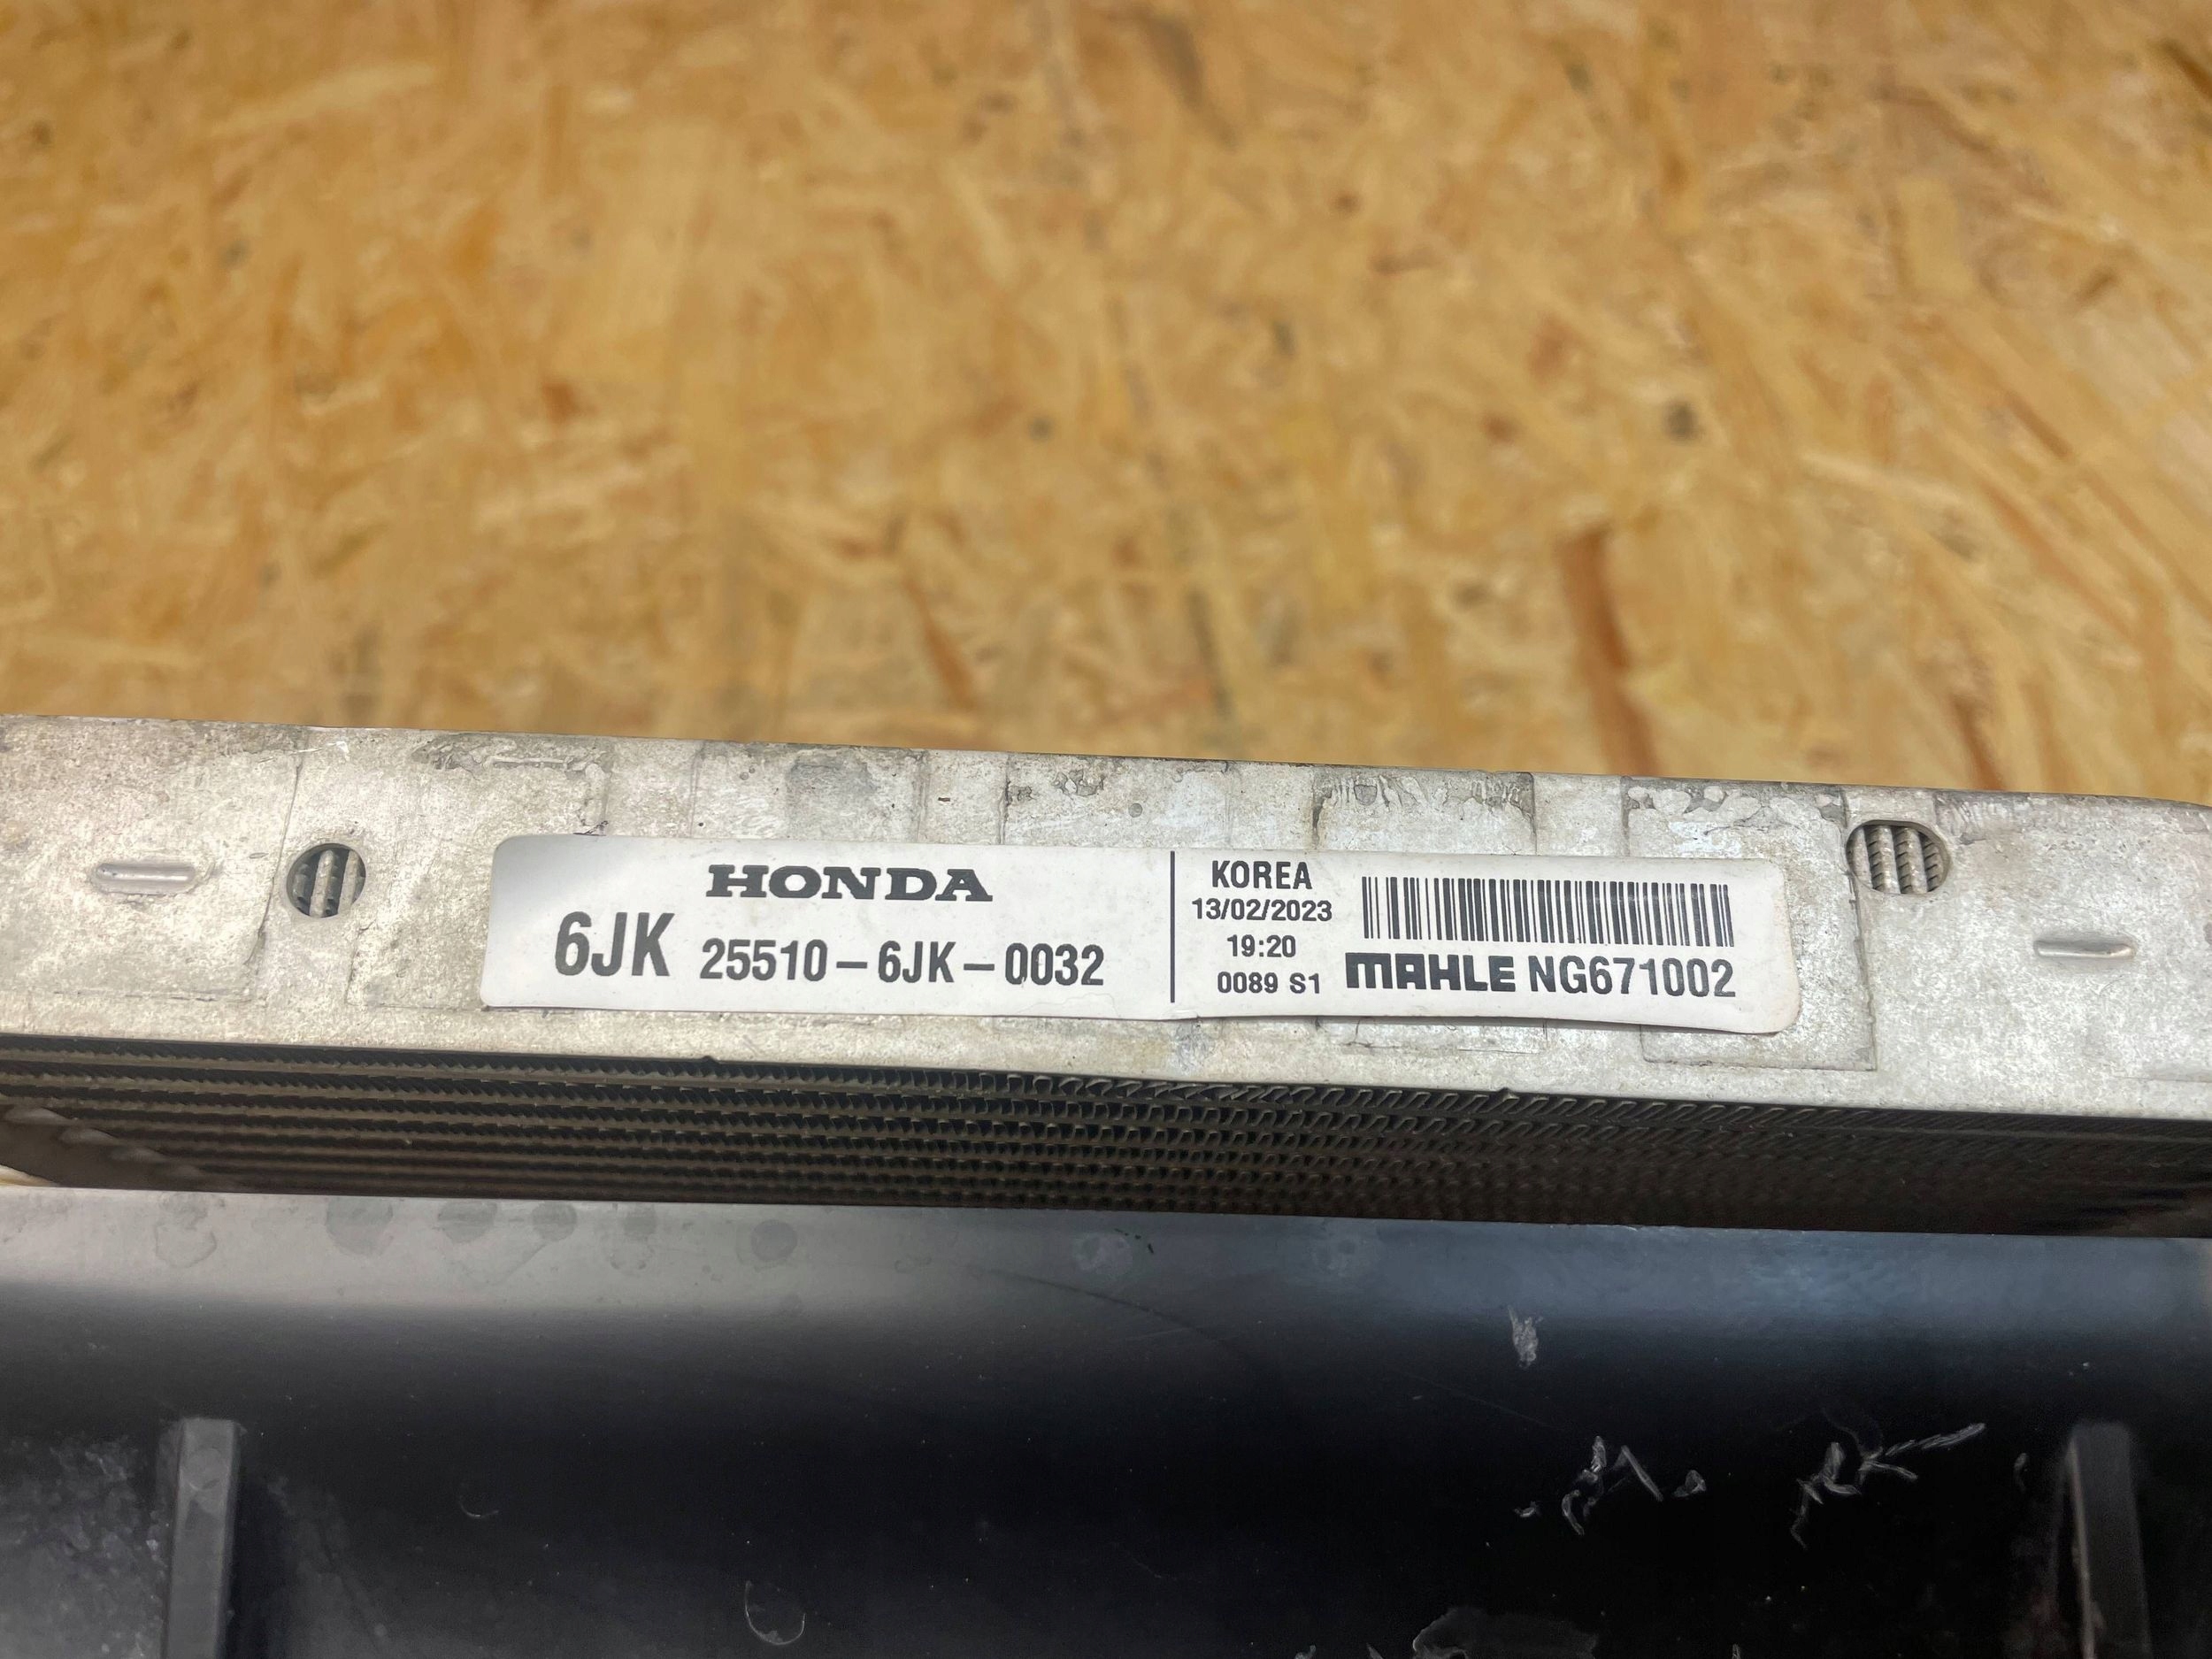 HONDA
6JK 25510-6JK-0032
KOREA
13/02/2023
19:20
0089 S1
MAHLE NG671002